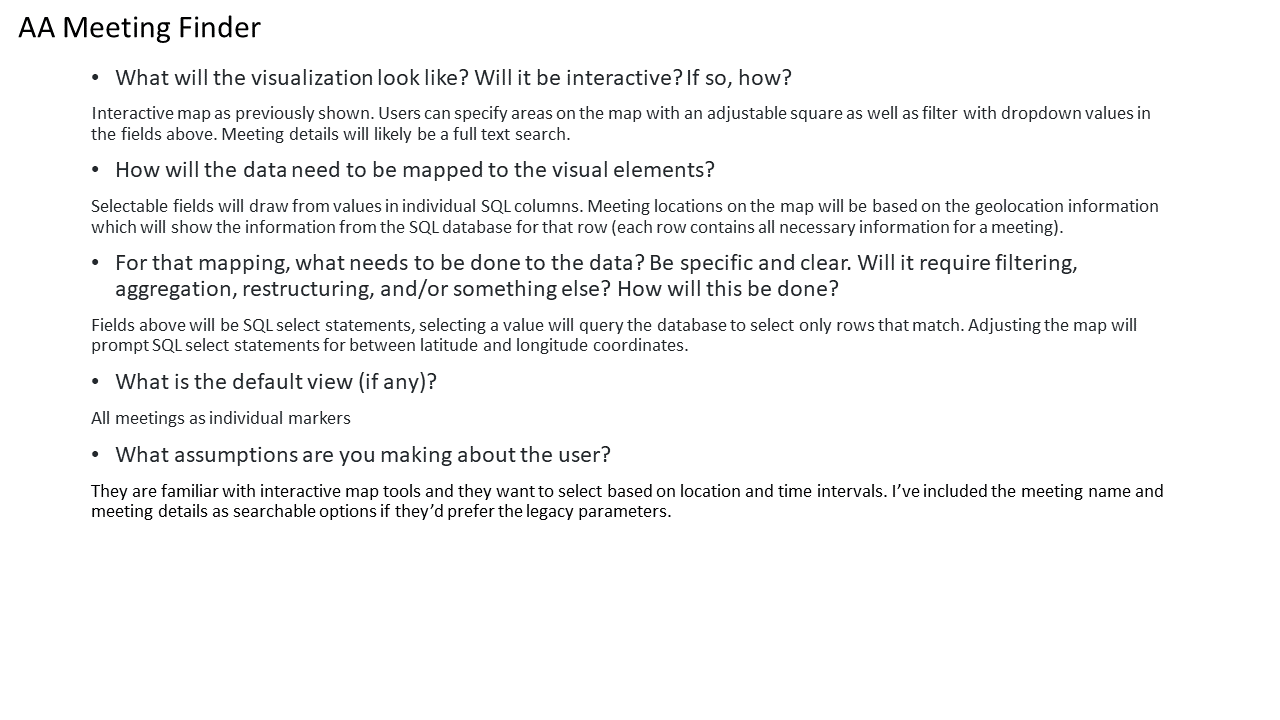 AA Meeting Finder
• What will the visualization look like? Will it be interactive? If so, how?
Interactive map as previously shown. Users can specify areas on the map with an adjustable square as well as filter with dropdown values in
the fields above. Meeting details will likely be a full text search.
• How will the data need to be mapped to the visual elements?
Selectable fields will draw from values in individual SQL columns. Meeting locations on the map will be based on the geolocation information
which will show the information from the SQL database for that row (each row contains all necessary information for a meeting).
• For that mapping, what needs to be done to the data? Be specific and clear. Will it require filtering,
aggregation, restructuring, and/or something else? How will this be done?
Fields above will be SQL select statements, selecting a value will query the database to select only rows that match. Adjusting the map will
prompt SQL select statements for between latitude and longitude coordinates.
• What is the default view (if any)?
All meetings as individual markers
• What assumptions are you making about the user?
They are familiar with interactive map tools and they want to select based on location and time intervals. I’ve included the meeting name and
meeting details as searchable options if they’d prefer the legacy parameters.